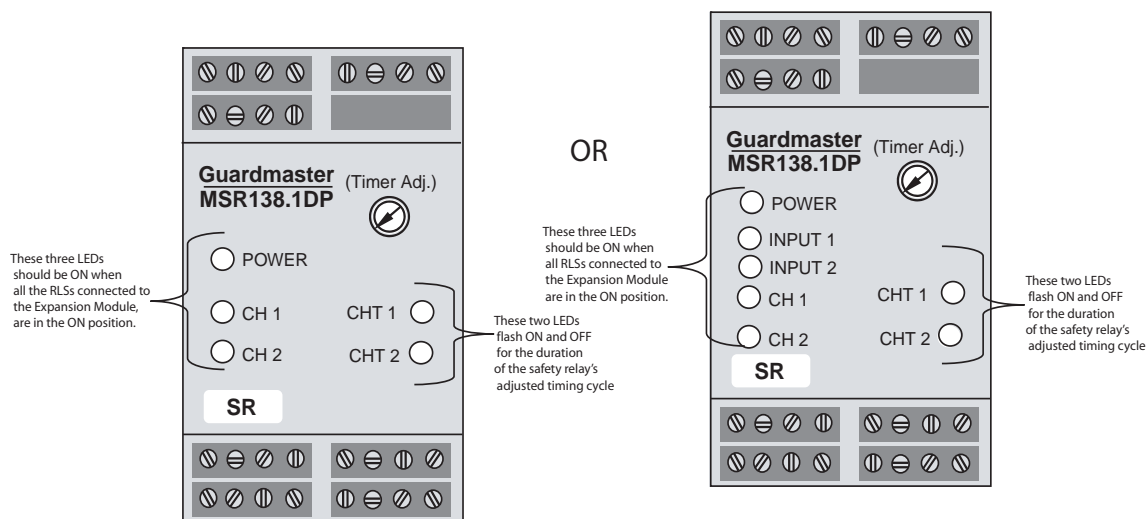 Guardmaster
MSR138.1DP
(Timer Adj.)
These three LEDs
should be ON when
all the RLSs connected to
the Expansion Module,
are in the ON position.
POWER
CH 1
CH 2
CHT 1
CHT 2
These two LEDs
flash ON and OFF
for the duration
of the safety relay's
adjusted timing cycle
SR
OR
Guardmaster
MSR138.1DP
(Timer Adj.)
These three LEDs
should be ON when
all RLSs connected to
the Expansion Module
are in the ON position.
POWER
INPUT 1
INPUT 2
CH 1
CH 2
CHT 1
CHT 2
These two LEDs
flash ON and OFF
for the duration
of the safety relay's
adjusted timing cycle
SR